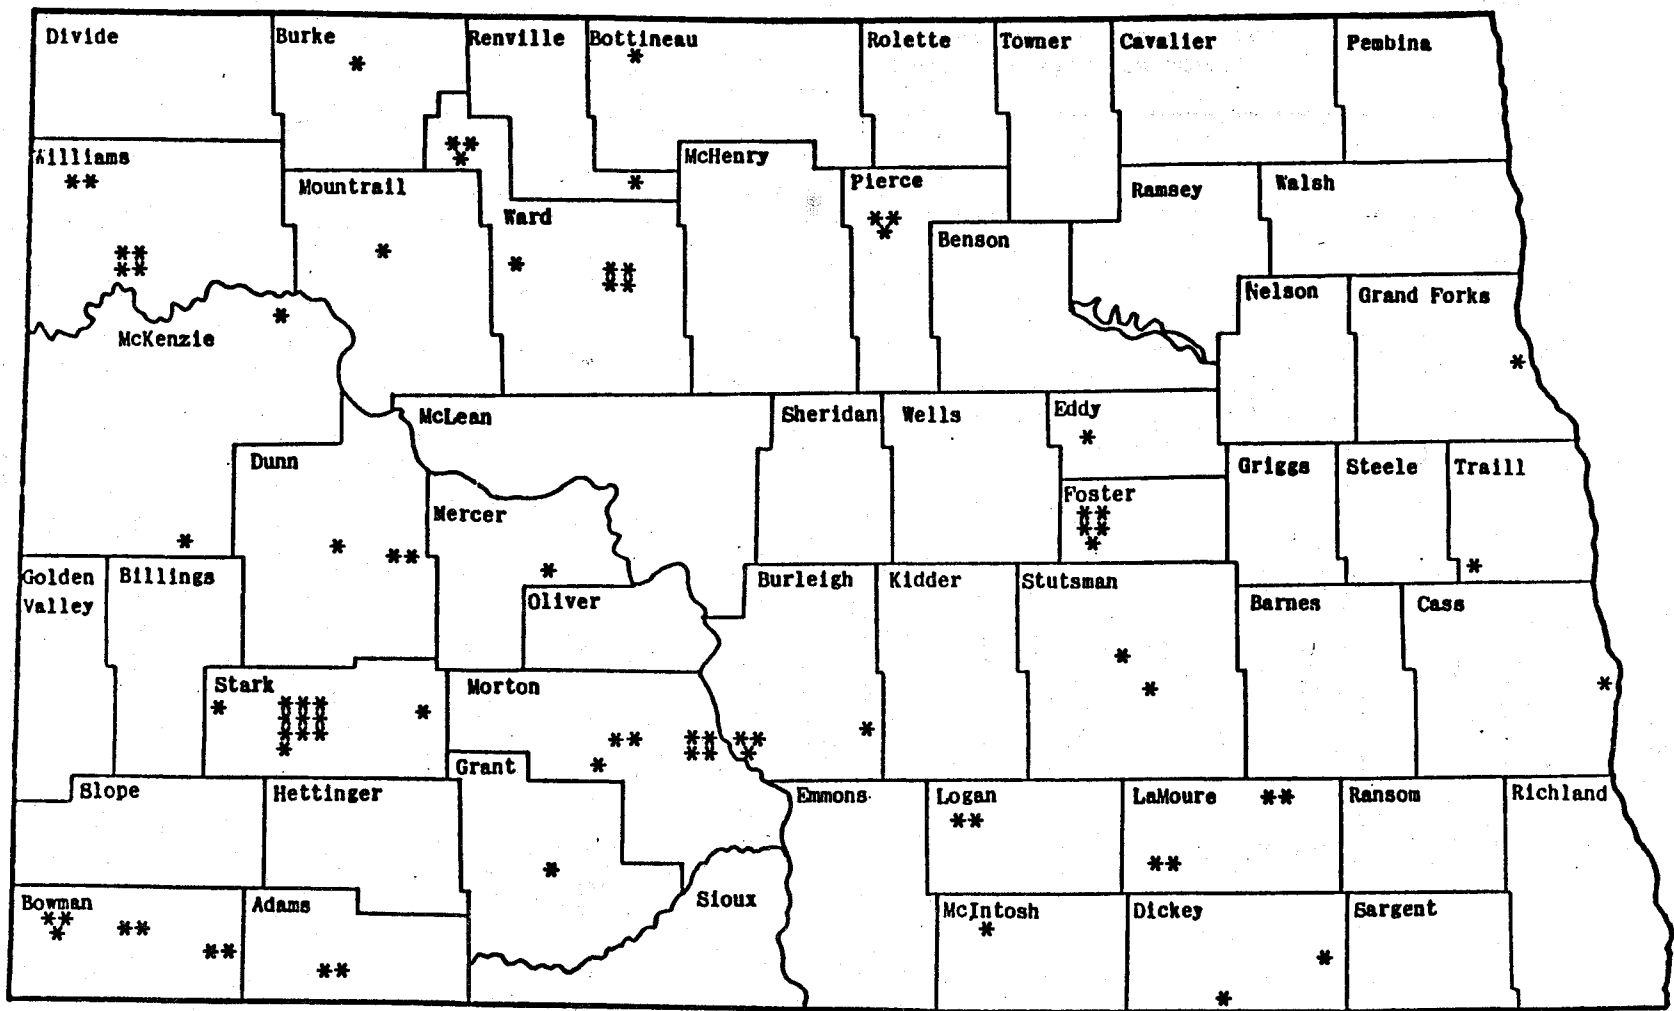 Divide
Burke
Renville
Bottineau
Rolette
Towner
Cavalier
Pembina
Williams
Mountrail
Ward
McHenry
Pierce
Benson
Ramsey
Walsh
McKenzie
Nelson
Grand Forks
McLean
Sheridan
Wells
Eddy
Dunn
Mercer
Foster
Griggs
Steele
Traill
Golden
Valley
Billings
Oliver
Burleigh
Kidder
Stutsman
Barnes
Cass
Stark
Morton
Grant
Slope
Hettinger
Emmons
Logan
LaMoure
Ransom
Richland
Bowman
Adams
Sioux
McIntosh
Dickey
Sargent